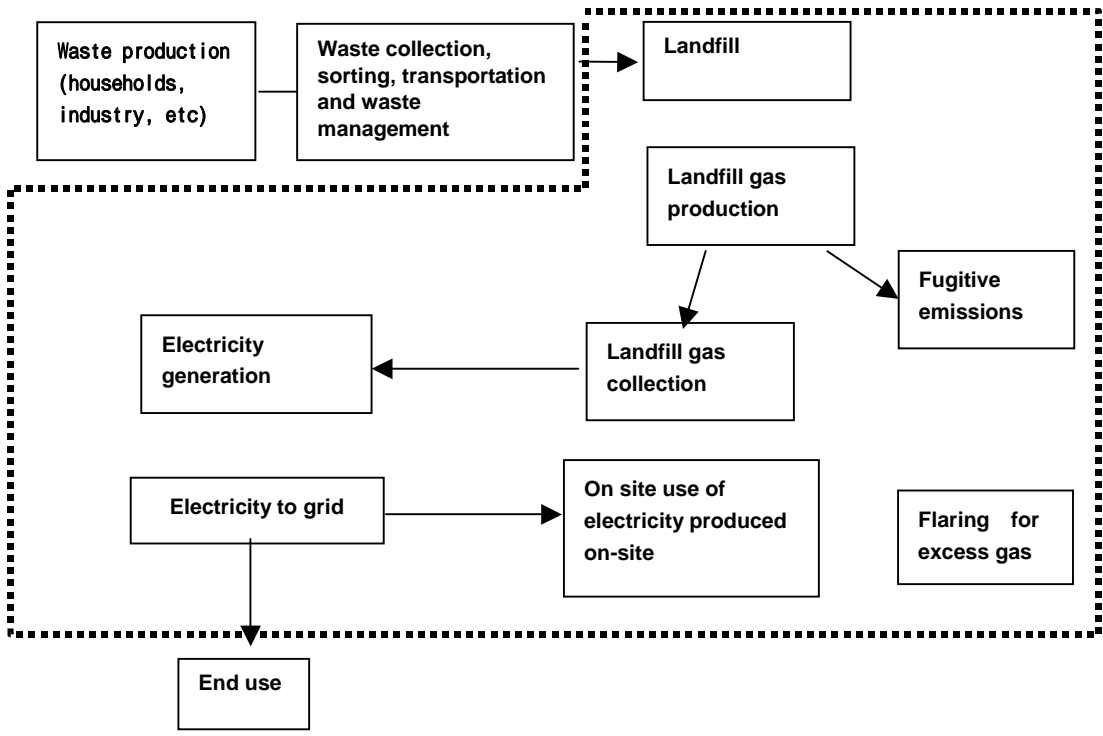 Waste production
(households,
industry, etc)
Waste collection,
sorting, transportation
and waste
management
Landfill
Landfill gas
production
Fugitive
emissions
Electricity
generation
Landfill gas
collection
Electricity to grid
On site use of
electricity produced
on-site
Flaring for
excess gas
End use